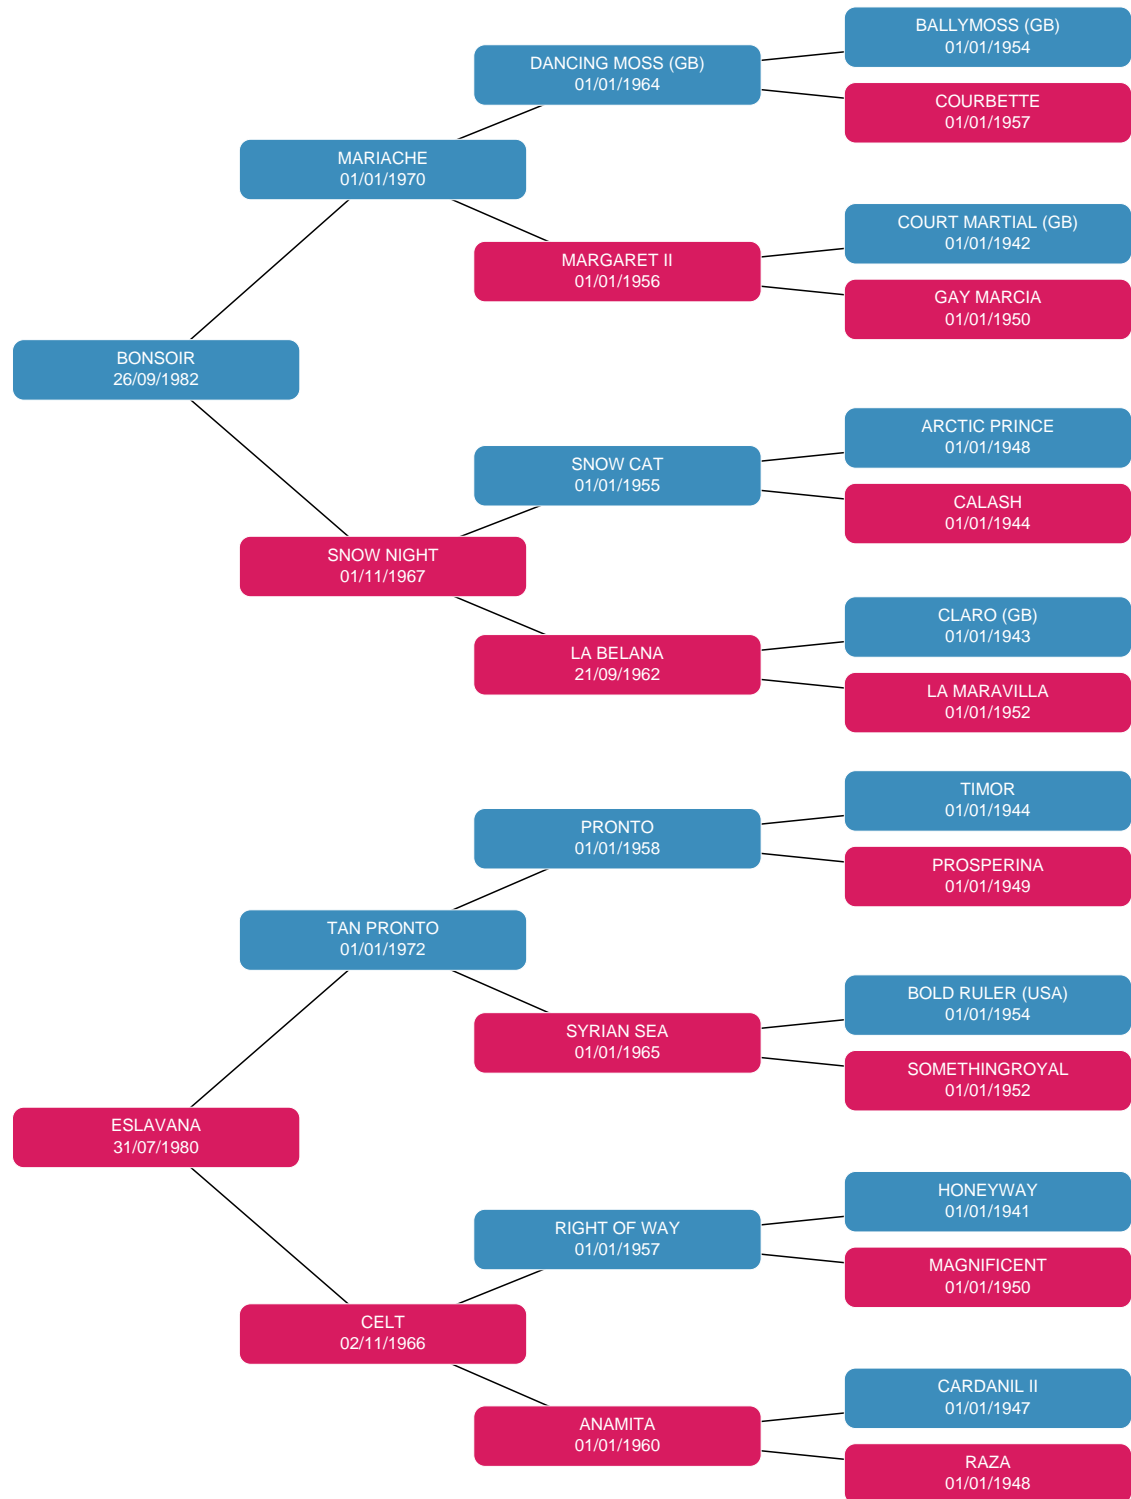 BALLYMOSS (GB)
01/01/1954
DANCING MOSS (GB)
01/01/1964
COURBETTE
01/01/1957
MARIACHE
01/01/1970
COURT MARTIAL (GB)
01/01/1942
MARGARET II
01/01/1956
GAY MARCIA
01/01/1950
BONSOIR
26/09/1982
ARCTIC PRINCE
01/01/1948
SNOW CAT
01/01/1955
CALASH
01/01/1944
SNOW NIGHT
01/11/1967
CLARO (GB)
01/01/1943
LA BELANA
21/09/1962
LA MARAVILLA
01/01/1952
TIMOR
01/01/1944
PRONTO
01/01/1958
PROSPERINA
01/01/1949
TAN PRONTO
01/01/1972
BOLD RULER (USA)
01/01/1954
SYRIAN SEA
01/01/1965
SOMETHINGROYAL
01/01/1952
ESLAVANA
31/07/1980
HONEYWAY
01/01/1941
RIGHT OF WAY
01/01/1957
MAGNIFICENT
01/01/1950
CELT
02/11/1966
CARDANIL II
01/01/1947
ANAMITA
01/01/1960
RAZA
01/01/1948